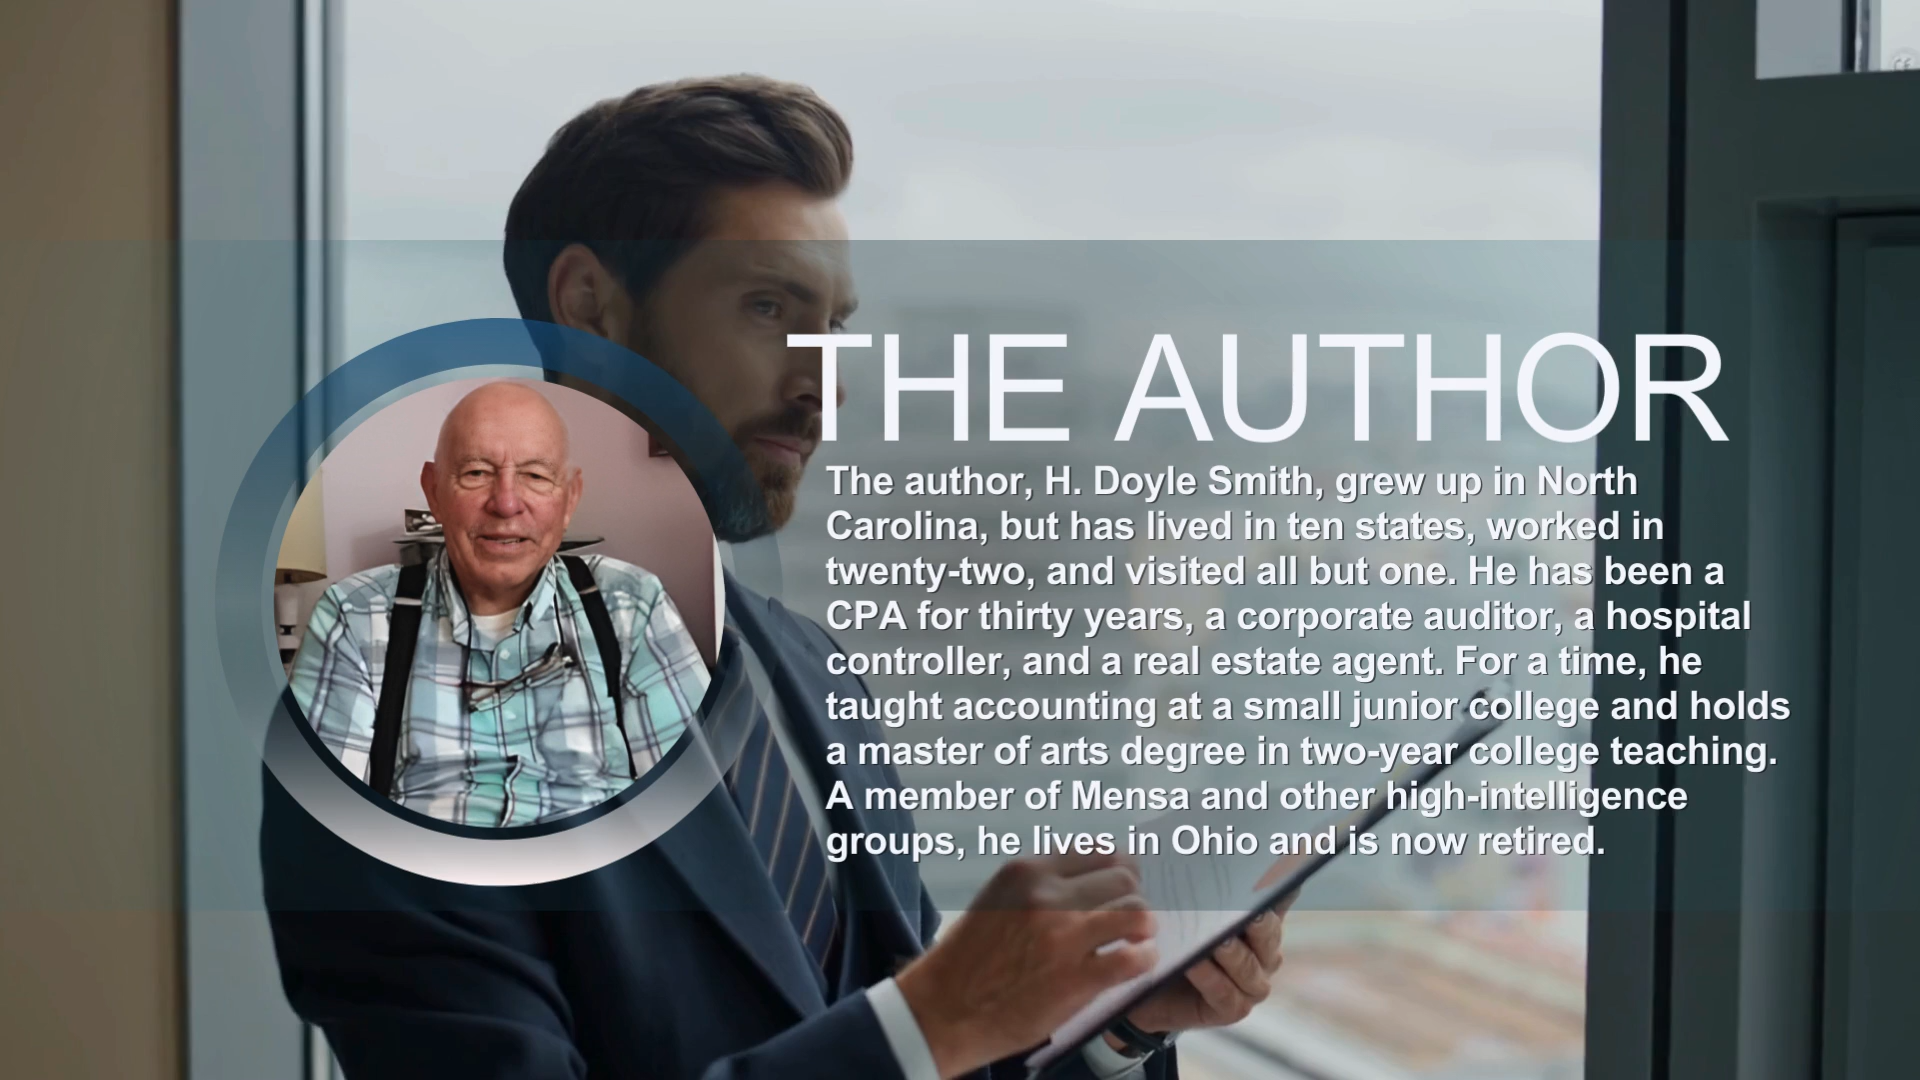 THE AUTHOR
The author, H. Doyle Smith, grew up in North
Carolina, but has lived in ten states, worked in
twenty-two, and visited all but one. He has been a
CPA for thirty years, a corporate auditor, a hospital
controller, and a real estate agent. For a time, he
taught accounting at a small junior college and holds
a master of arts degree in two-year college teaching.
A member of Mensa and other high-intelligence
groups, he lives in Ohio and is now retired.